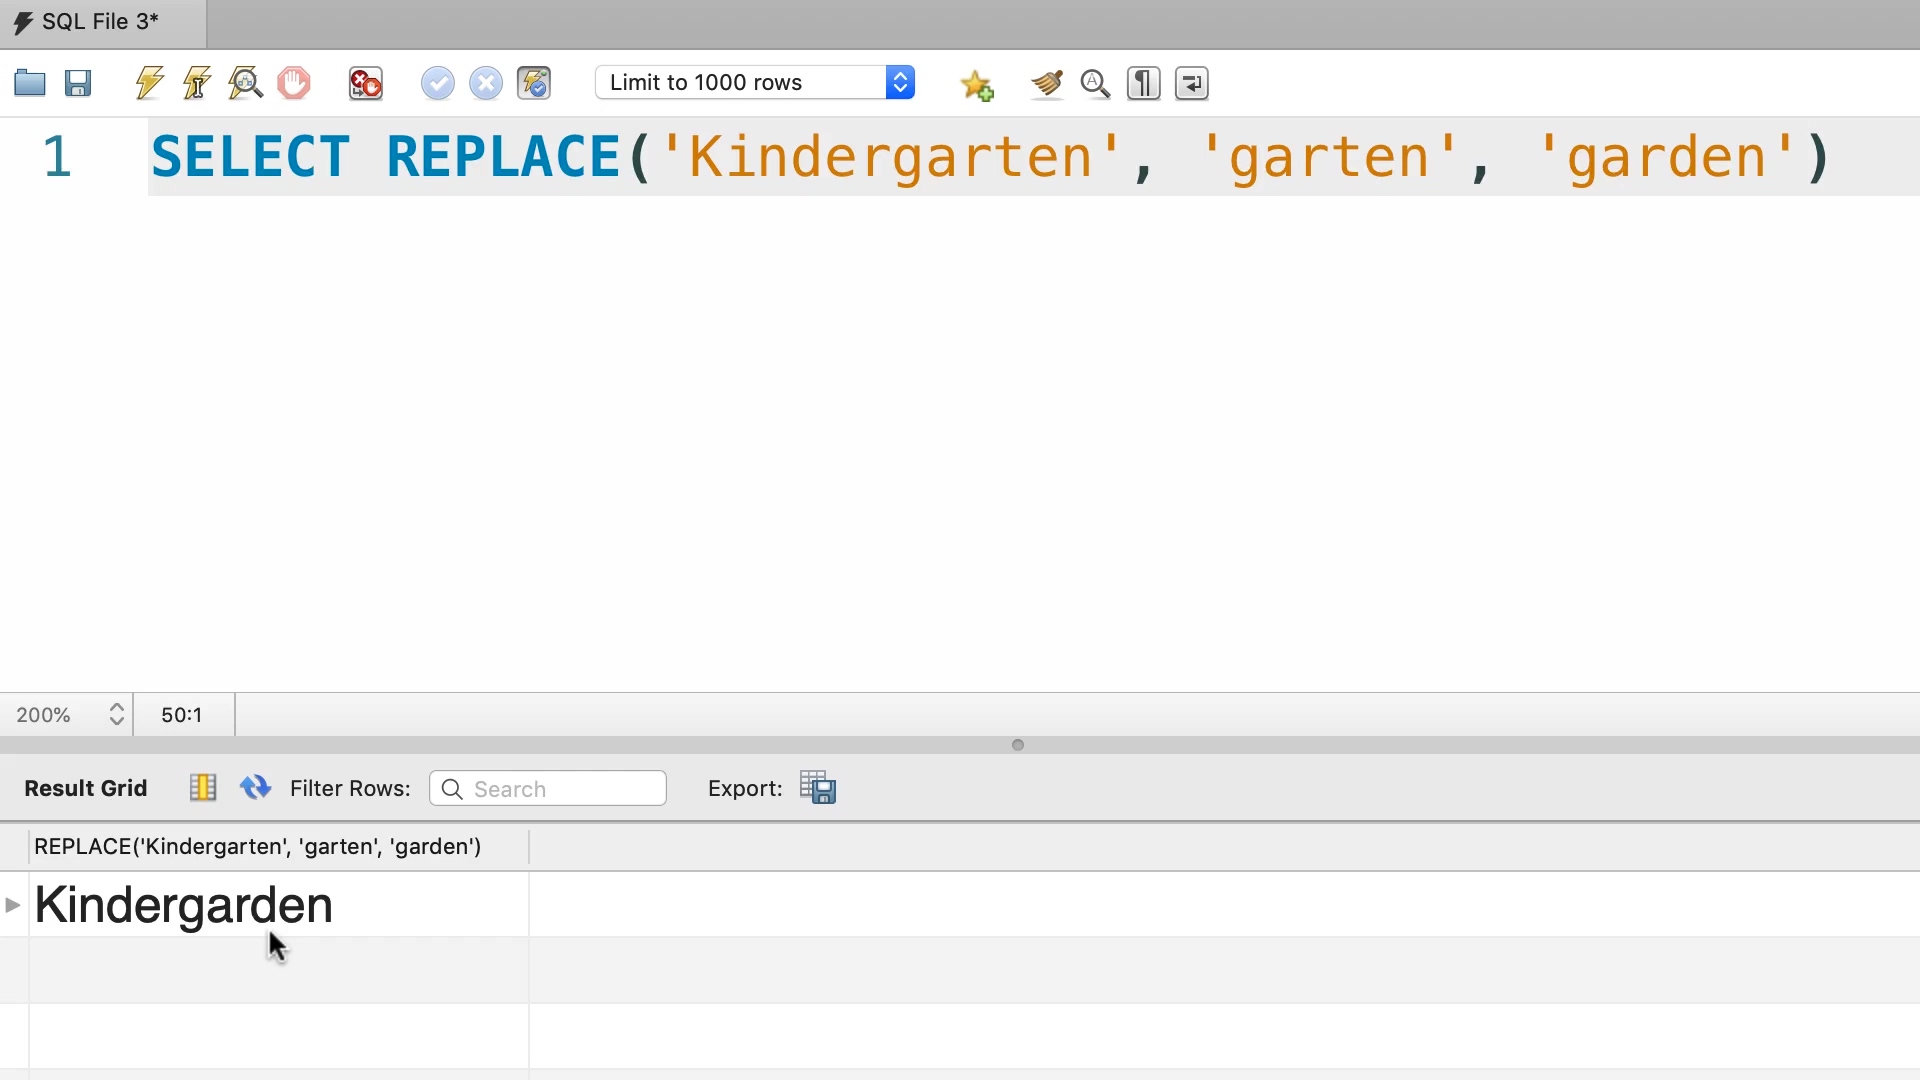 SQL File 3*
Limit to 1000 rows
1 SELECT REPLACE('Kindergarten', 'garten', 'garden')
200% 50:1
Result Grid Filter Rows: Search Export:
REPLACE('Kindergarten', 'garten', 'garden')
Kindergarden